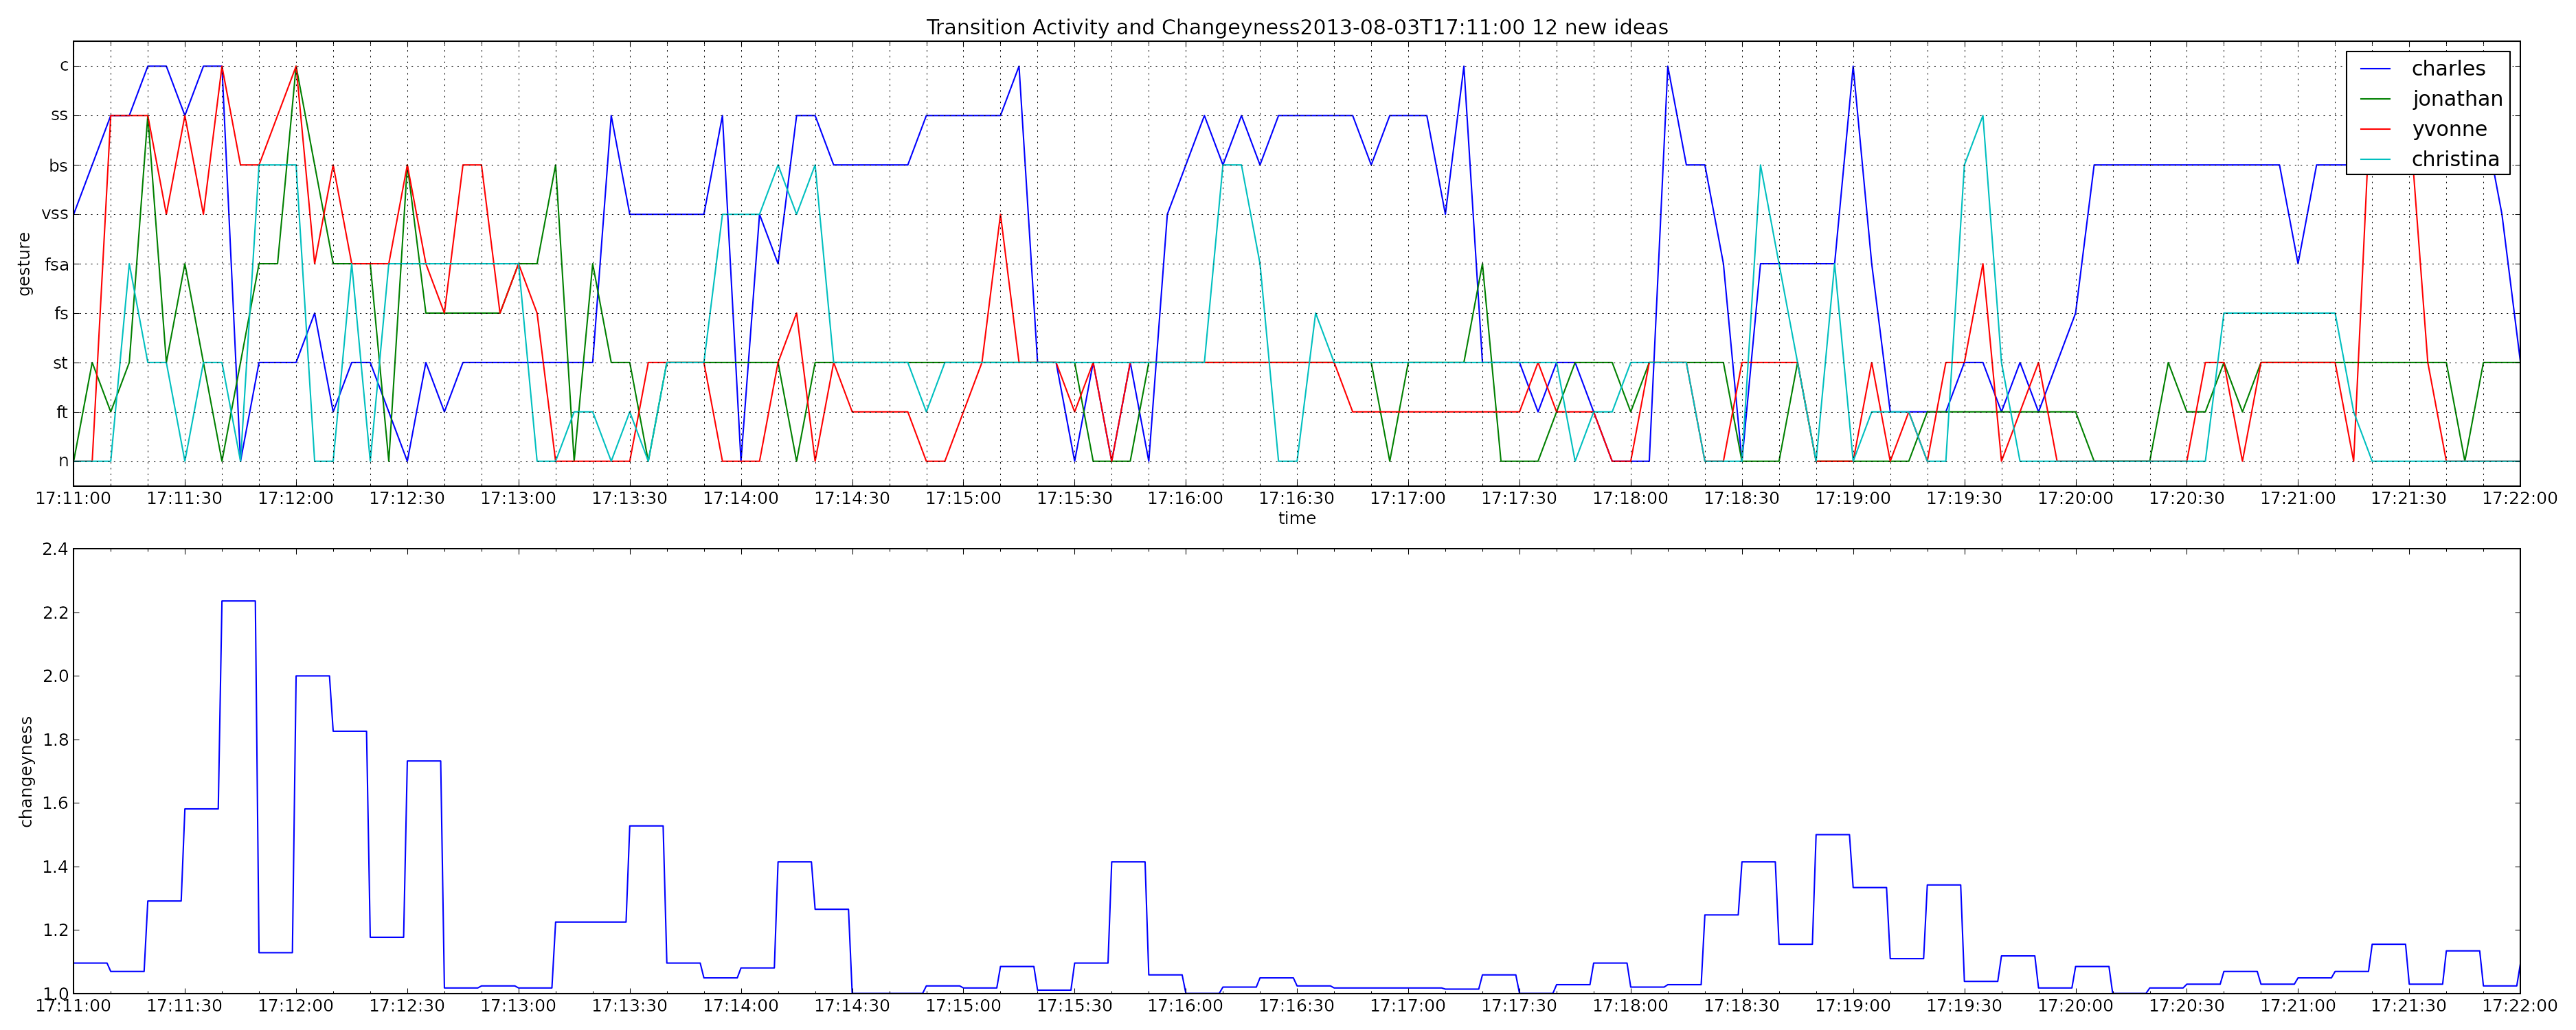 Transition Activity and Changeyness2013-08-03T17:11:00 12 new ideas
gesture
c
ss
bs
vss
fsa
fs
st
ft
n
charles
jonathan
yvonne
christina
17:11:00 17:11:30 17:12:00 17:12:30 17:13:00 17:13:30 17:14:00 17:14:30 17:15:00 17:15:30 17:16:00 17:16:30 17:17:00 17:17:30 17:18:00 17:18:30 17:19:00 17:19:30 17:20:00 17:20:30 17:21:00 17:21:30 17:22:00
time
changeyness
2.4
2.2
2.0
1.8
1.6
1.4
1.2
1.0
17:11:00 17:11:30 17:12:00 17:12:30 17:13:00 17:13:30 17:14:00 17:14:30 17:15:00 17:15:30 17:16:00 17:16:30 17:17:00 17:17:30 17:18:00 17:18:30 17:19:00 17:19:30 17:20:00 17:20:30 17:21:00 17:21:30 17:22:00